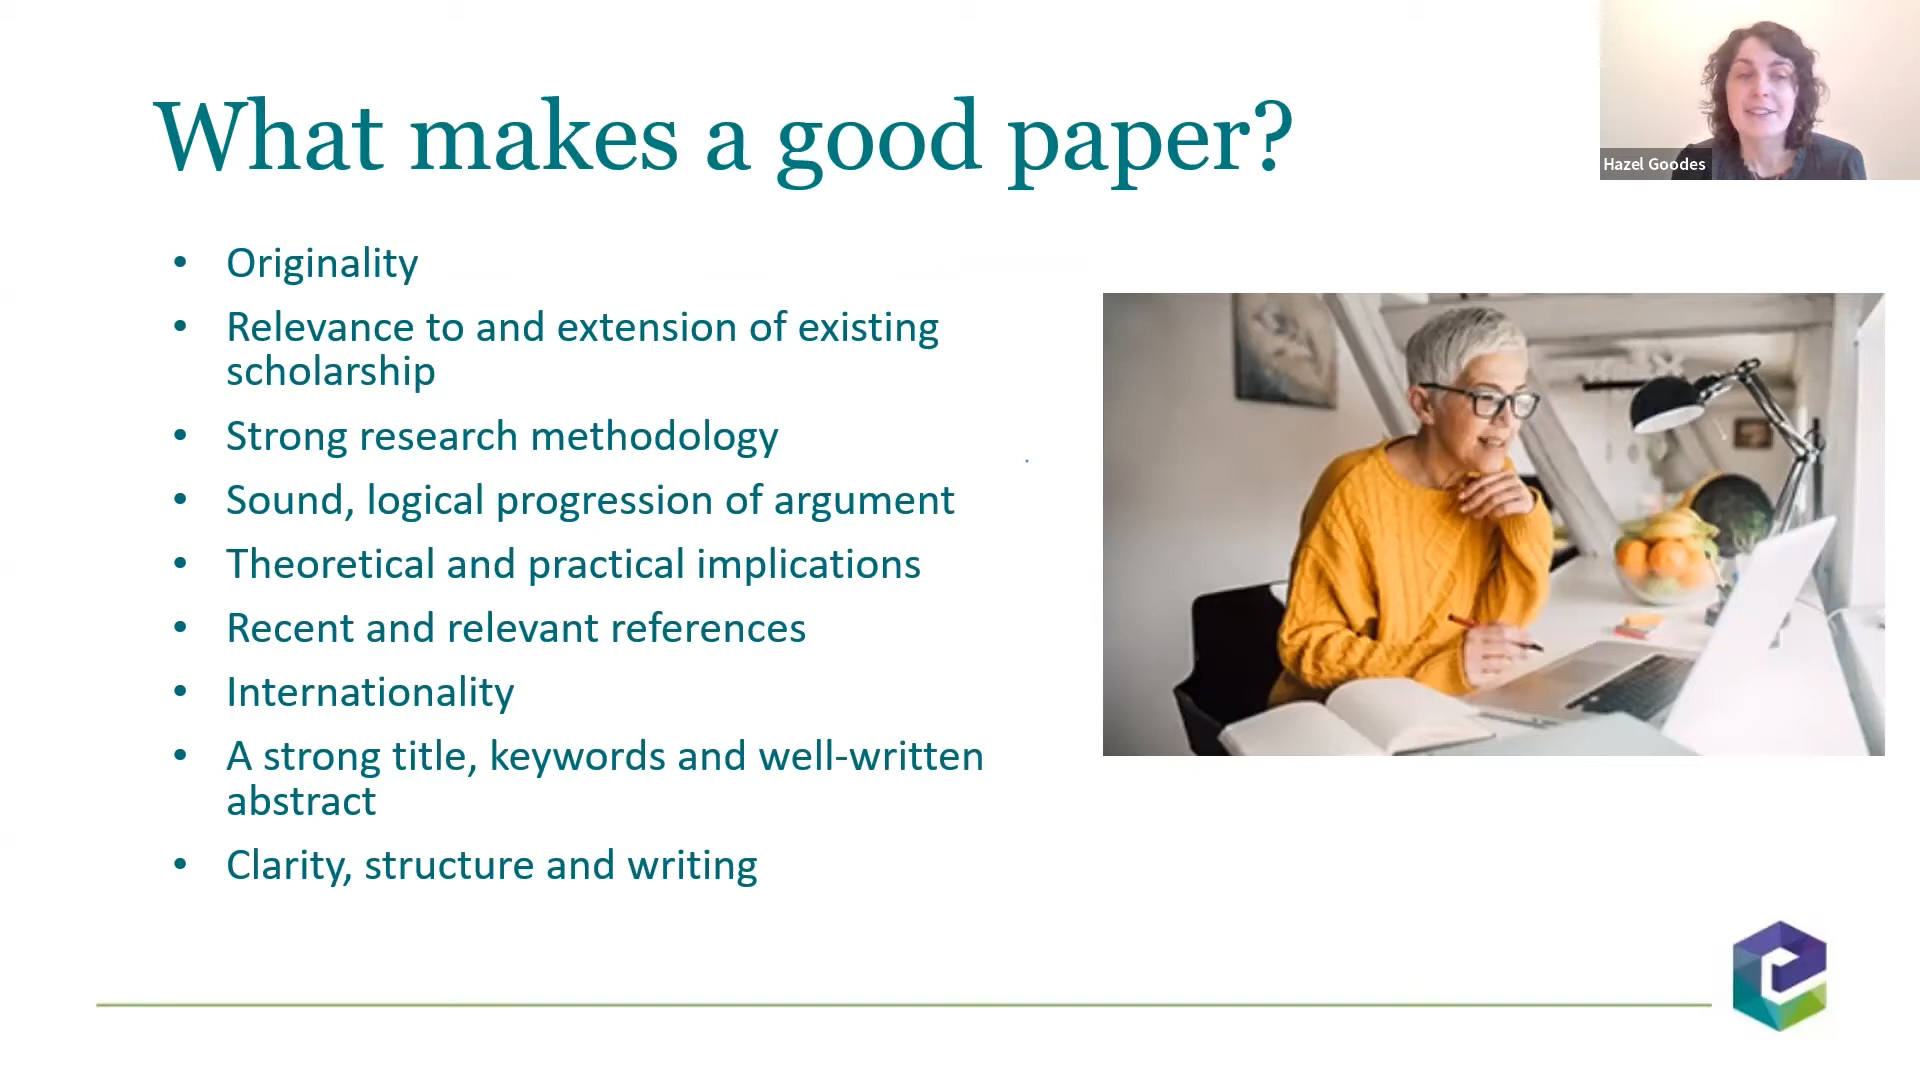 What makes a good paper?
Hazel Goodes
• Originality
• Relevance to and extension of existing
scholarship
• Strong research methodology
• Sound, logical progression of argument
• Theoretical and practical implications
• Recent and relevant references
• Internationality
• A strong title, keywords and well-written
abstract
• Clarity, structure and writing